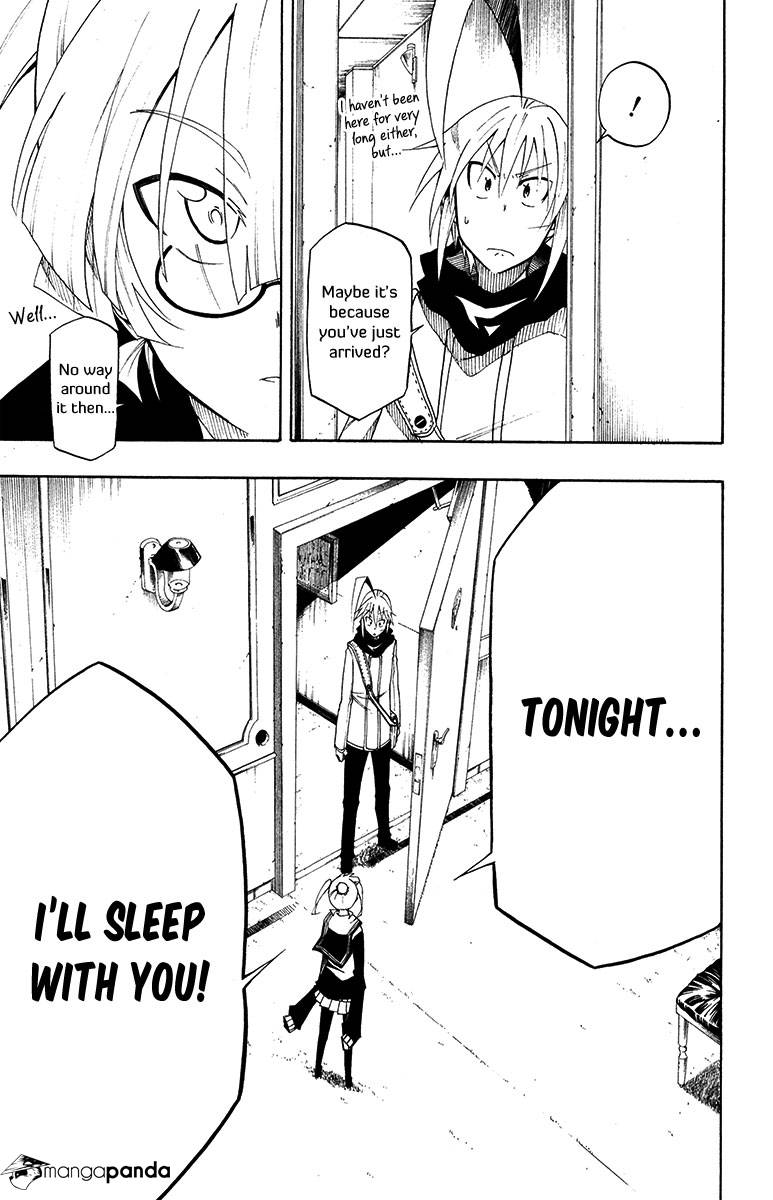 !
I haven't been
here for very
long either,
but...
Maybe it's
because
you've just
arrived?
Well...
No way
around
it then...
TONIGHT...
I'LL SLEEP
WITH YOU!
mangapanda